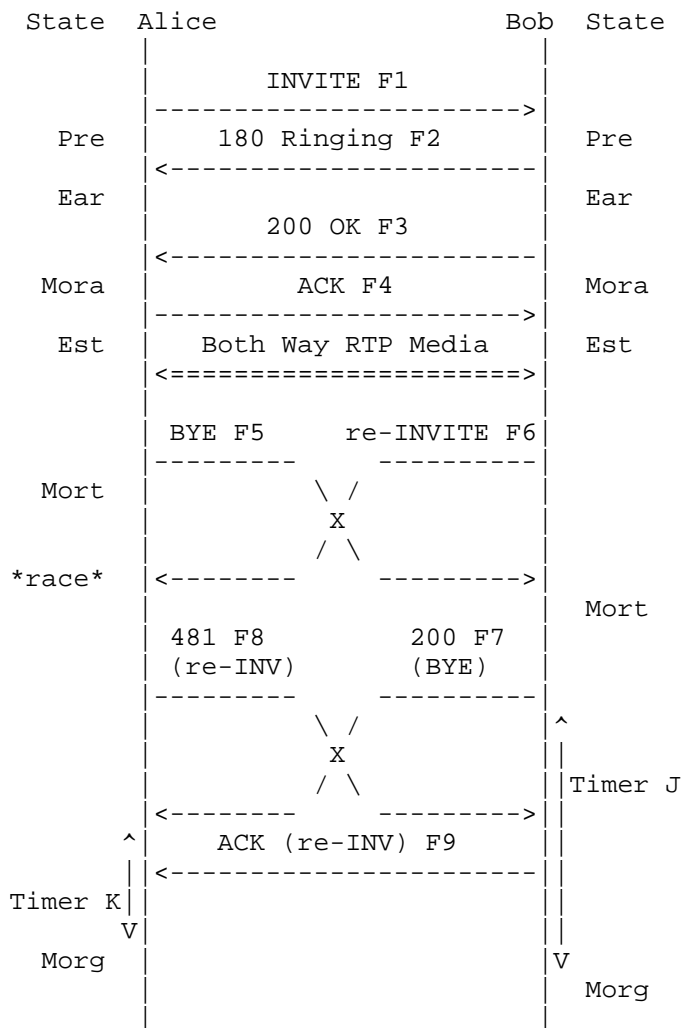 State  Alice                  Bob  State
INVITE F1
Pre  180 Ringing F2  Pre
Ear  Ear
200 OK F3
Mora  ACK F4  Mora
Est  Both Way RTP Media  Est
BYE F5  re-INVITE F6
Mort
X
*race*
Mort
481 F8  200 F7
(re-INV)  (BYE)
X
Timer J
ACK (re-INV) F9
Timer K
V
Morg  V
Morg